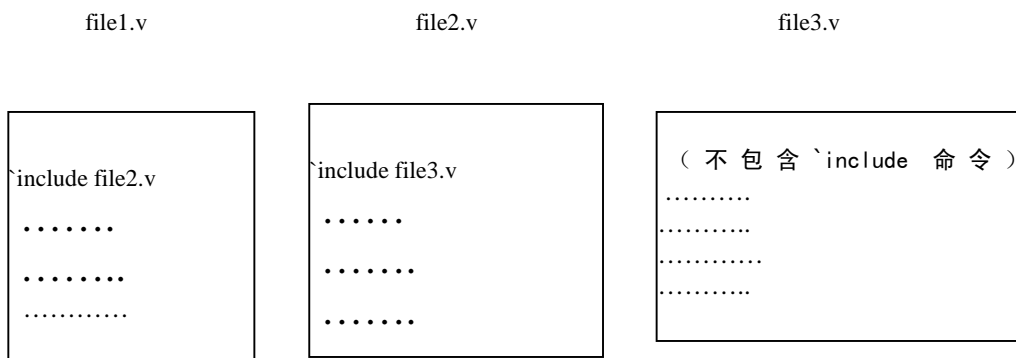 file1.v
file2.v
file3.v
`include file2.v
.......
........
............
`include file3.v
......
.......
.......
（ 不 包 含 `include 命 令 ）
..........
...........
............
...........